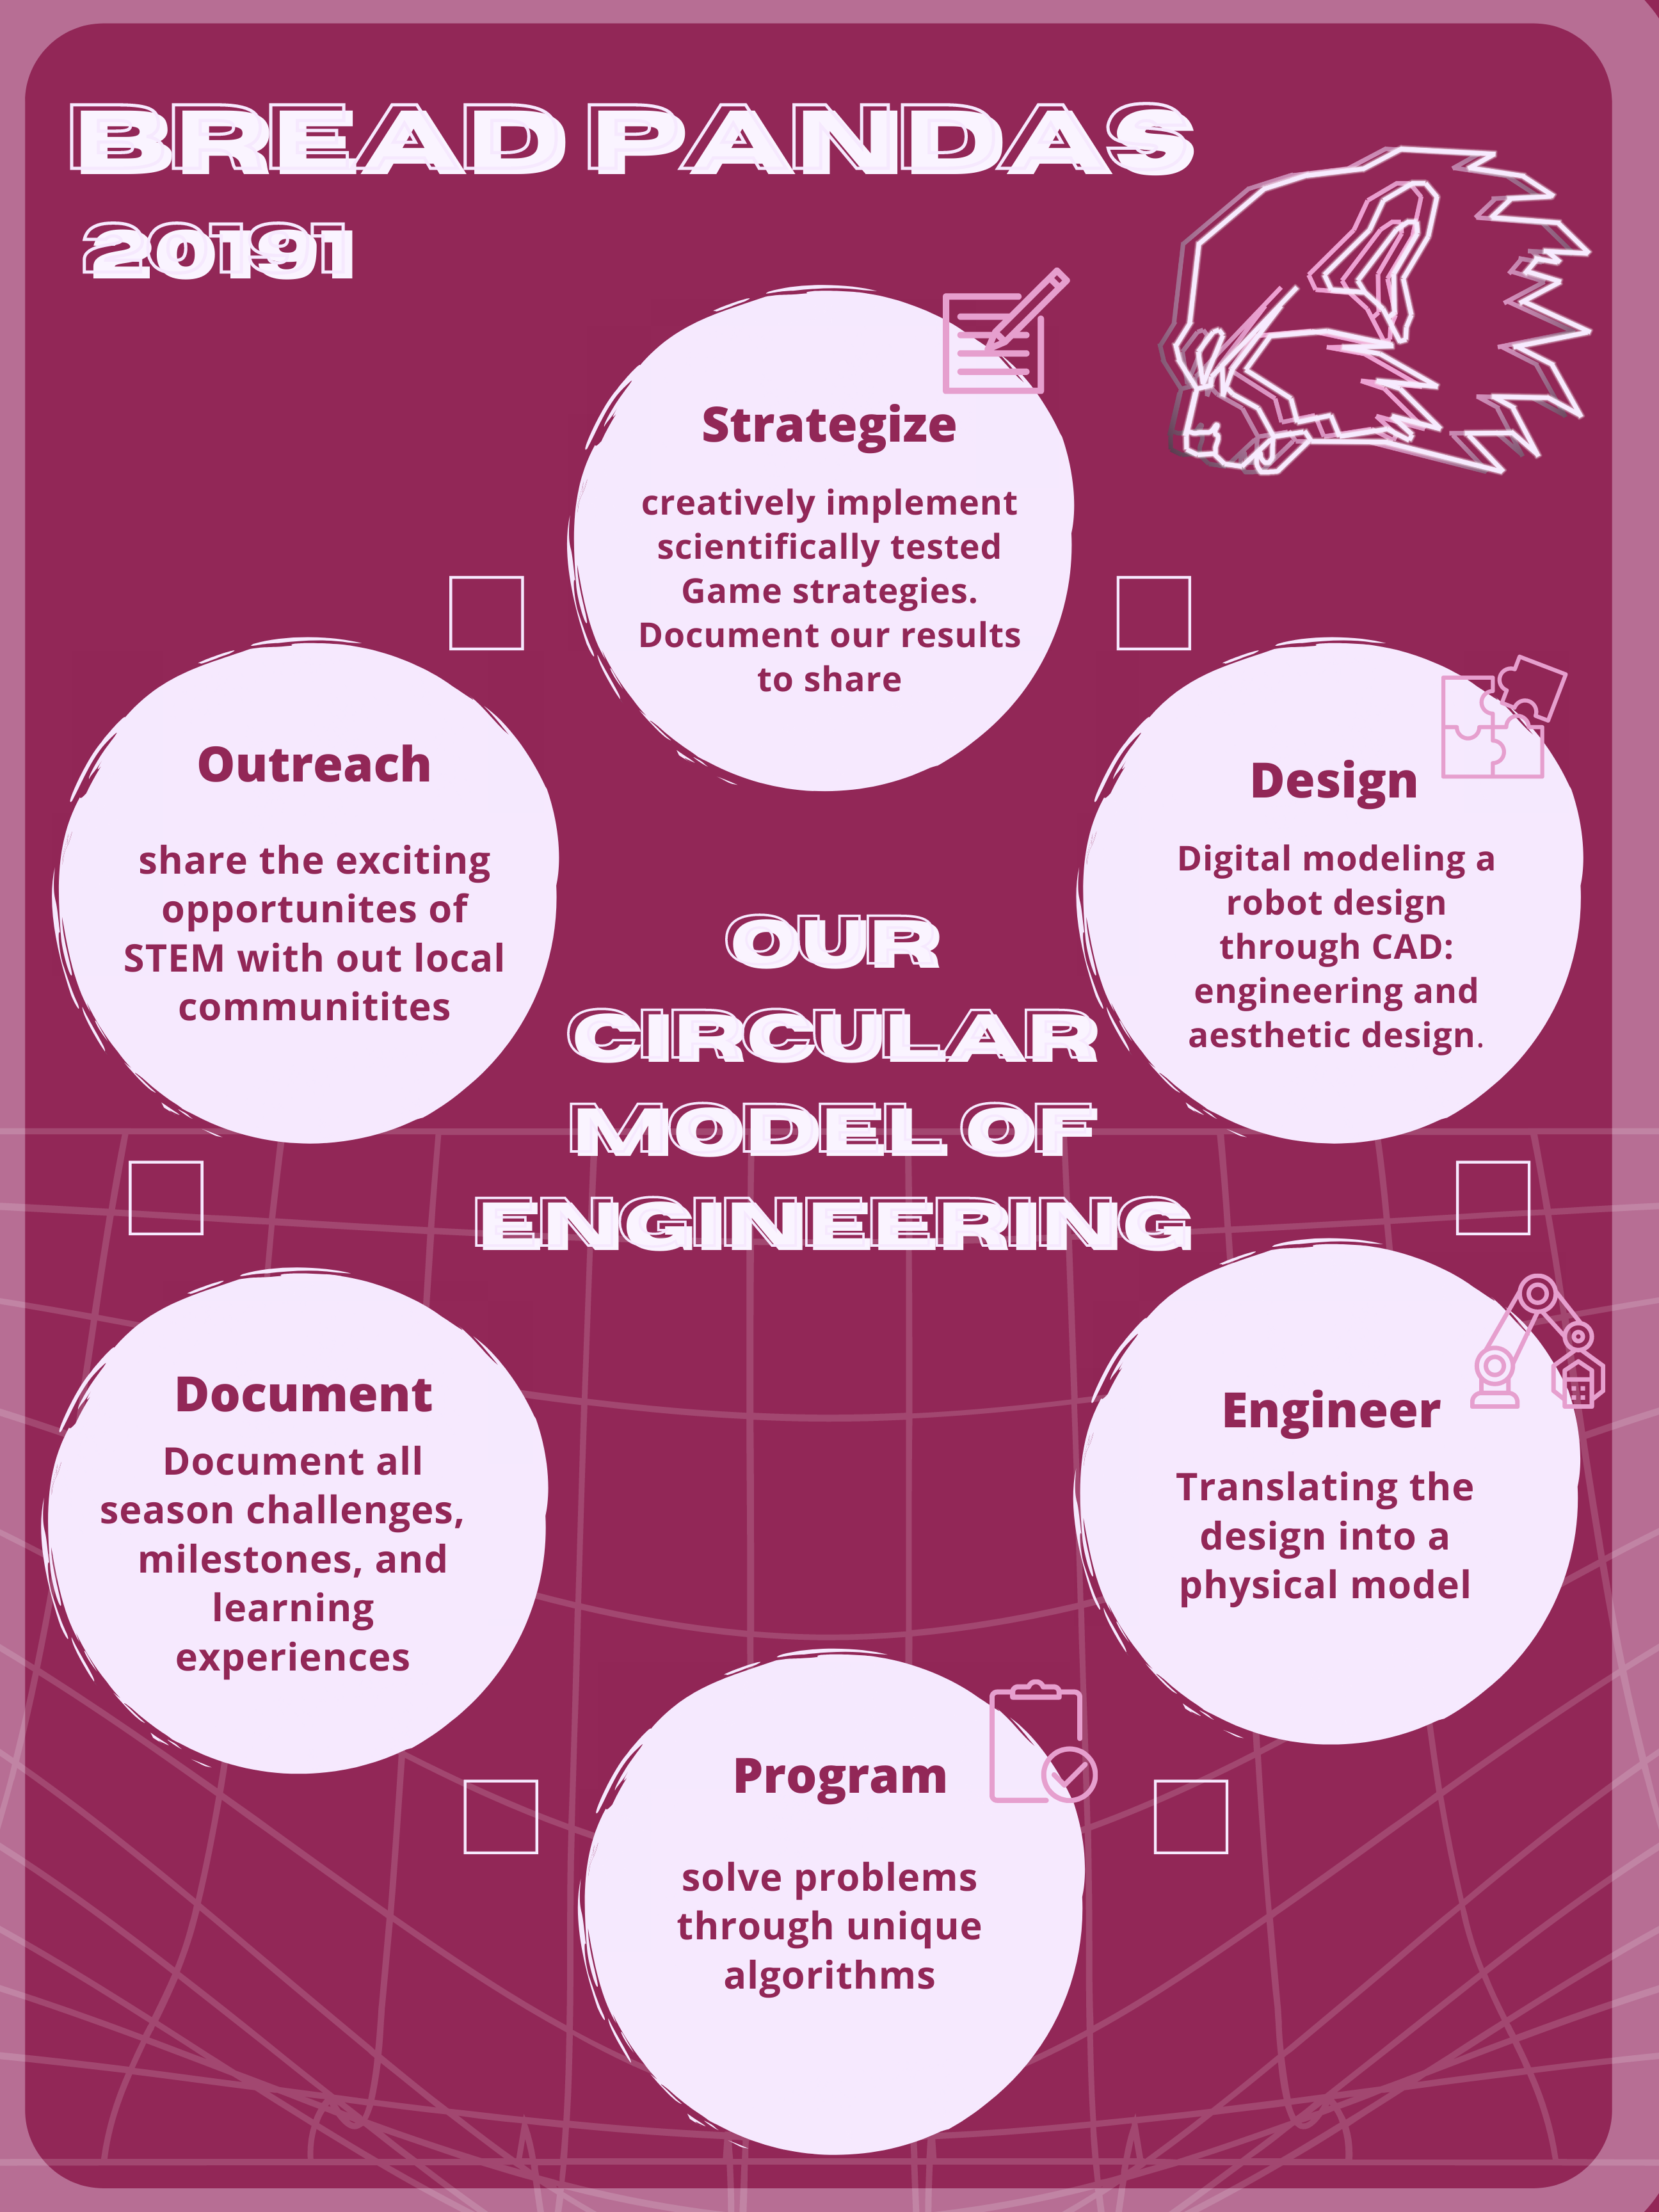 BREAD PANDAS
20191
Strategize
creatively implement
scientifically tested
Game strategies.
Document our results
to share
Outreach
share the exciting
opportunites of
STEM with out local
communitites
Design
Digital modeling a
robot design
through CAD:
engineering and
aesthetic design.
OUR
CIRCULAR
MODEL OF
ENGINEERING
Document
Document all
season challenges,
milestones, and
learning
experiences
Engineer
Translating the
design into a
physical model
Program
solve problems
through unique
algorithms